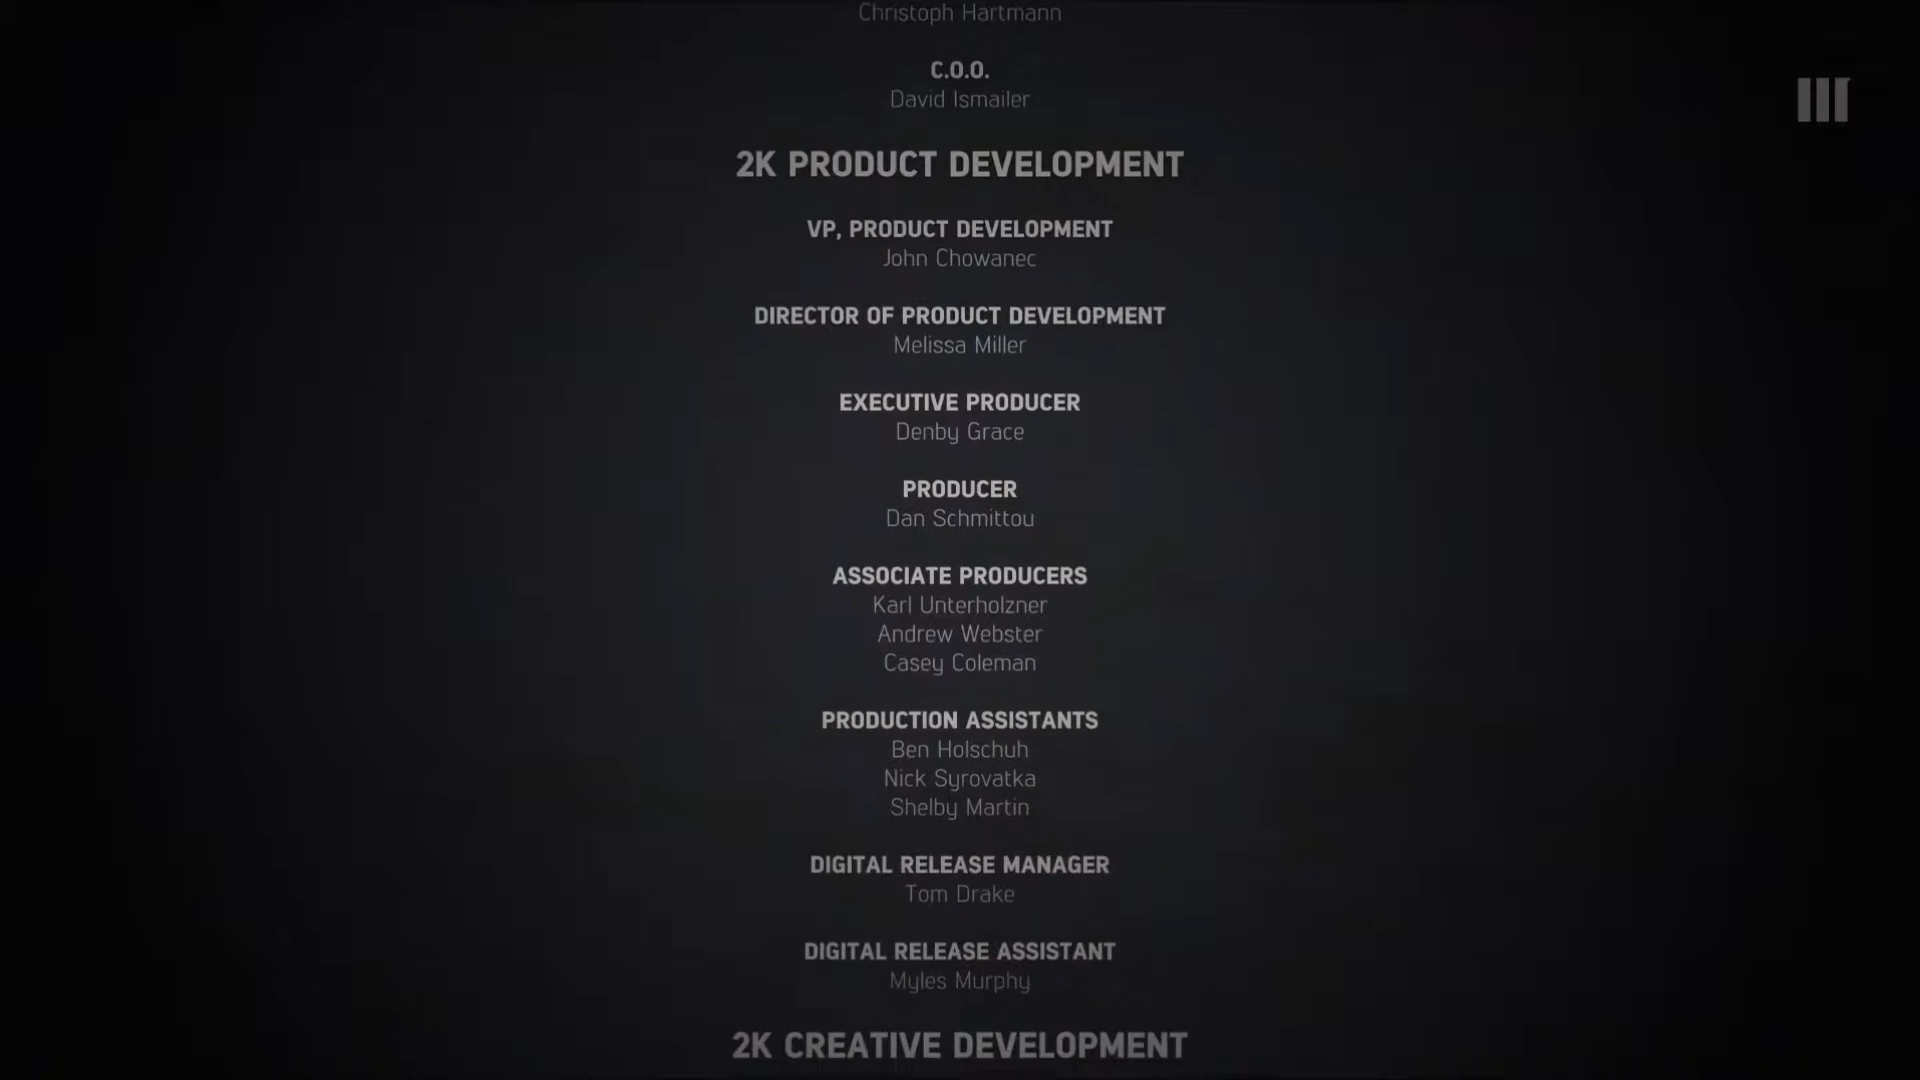 Christoph Hartmann
C.O.O.
David Ismailer
2K PRODUCT DEVELOPMENT
VP, PRODUCT DEVELOPMENT
John Chowanec
DIRECTOR OF PRODUCT DEVELOPMENT
Melissa Miller
EXECUTIVE PRODUCER
Denby Grace
PRODUCER
Dan Schmittou
ASSOCIATE PRODUCERS
Karl Unterholzner
Andrew Webster
Casey Coleman
PRODUCTION ASSISTANTS
Ben Holschuh
Nick Syrovatka
Shelby Martin
DIGITAL RELEASE MANAGER
Tom Drake
DIGITAL RELEASE ASSISTANT
Myles Murphy
2K CREATIVE DEVELOPMENT